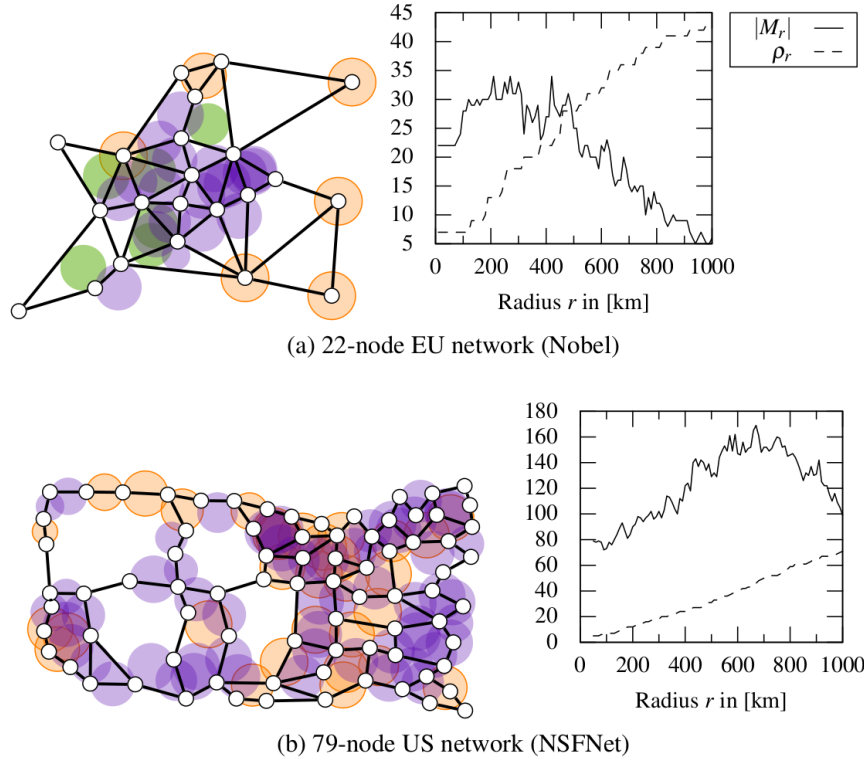 45
40
35
30
25
20
15
10
5
0 200 400 600 800 1000
Radius r in [km]
|Mᵣ|
ρᵣ
(a) 22-node EU network (Nobel)
180
160
140
120
100
80
60
40
20
0
0 200 400 600 800 1000
Radius r in [km]
(b) 79-node US network (NSFNet)